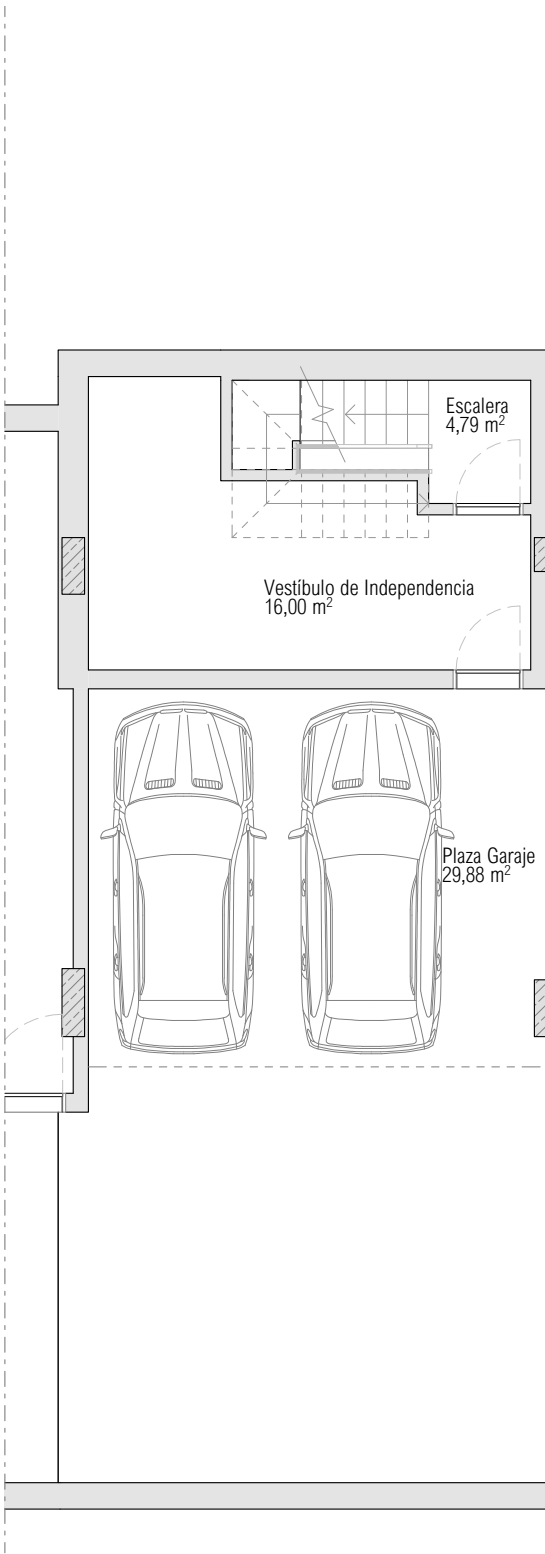 Escalera
4,79 m²
Vestíbulo de Independencia
16,00 m²
Plaza Garaje
29,88 m²